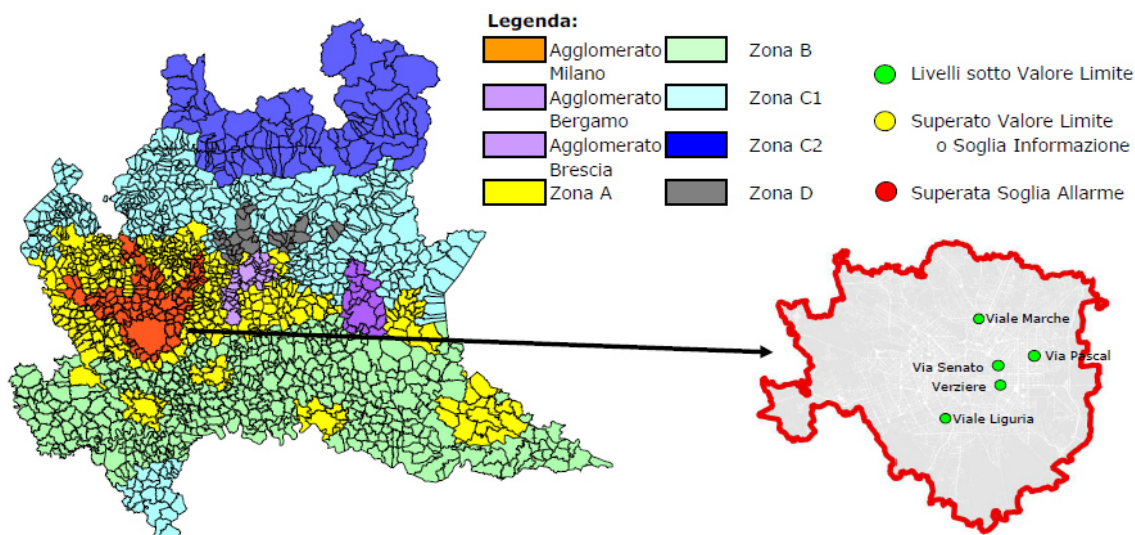 Legenda:
Agglomerato
Milano
Agglomerato
Bergamo
Agglomerato
Brescia
Zona A
Zona B
Zona C1
Zona C2
Zona D
Livelli sotto Valore Limite
Superato Valore Limite
o Soglia Informazione
Superata Soglia Allarme
Viale Marche
Via Pascal
Via Senato
Verziere
Viale Liguria